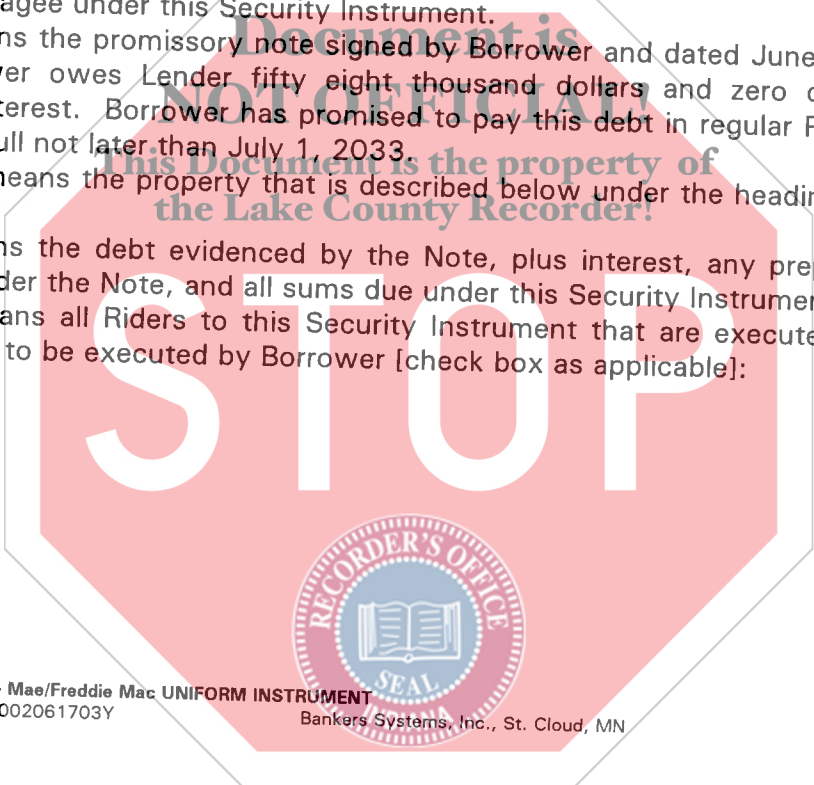 agee under this Security Instrument.
Document is
ns the promissory note signed by Borrower and dated June
er owes Lender fifty eight thousand dollars and zero
NOT OFFICIAL!
terest. Borrower has promised to pay this debt in regular
ull not later than July 1, 2033.
This Document is the property of
neans the property that is described below under the headin
the Lake County Recorder!
ns the debt evidenced by the Note, plus interest, any prep
der the Note, and all sums due under this Security Instrumen
ans all Riders to this Security Instrument that are execute
to be executed by Borrower [check box as applicable]:
STOP
RECORDER'S OFFICE
SEAL
INDIANA
Mae/Freddie Mac UNIFORM INSTRUMENT
002061703Y
Bankers Systems, Inc., St. Cloud, MN